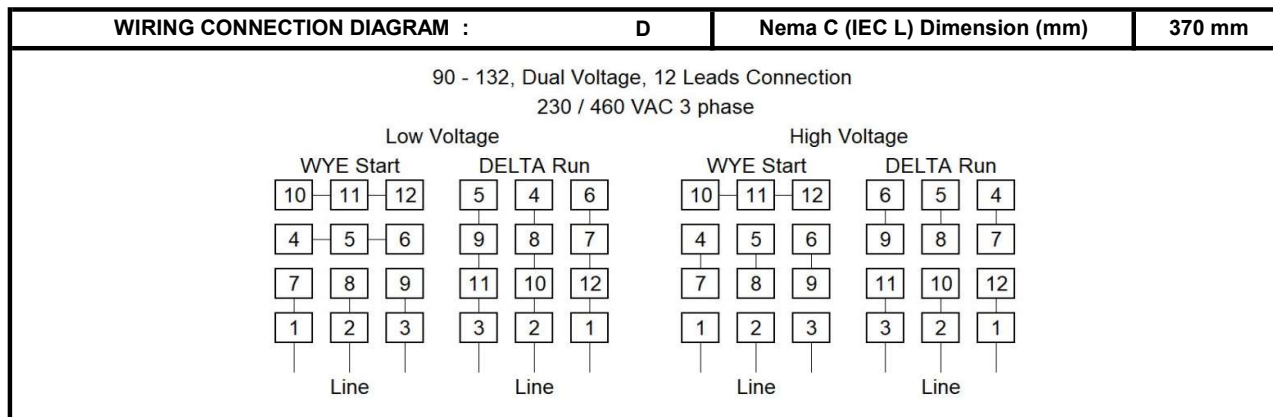 WIRING CONNECTION DIAGRAM : D Nema C (IEC L) Dimension (mm) 370 mm
90 - 132, Dual Voltage, 12 Leads Connection
230 / 460 VAC 3 phase
Low Voltage High Voltage
WYE Start DELTA Run WYE Start DELTA Run
10 11 12 5 4 6 10 11 12 6 5 4
4 5 6 9 8 7 4 5 6 9 8 7
7 8 9 11 10 12 7 8 9 11 10 12
1 2 3 3 2 1 1 2 3 3 2 1
Line Line Line Line